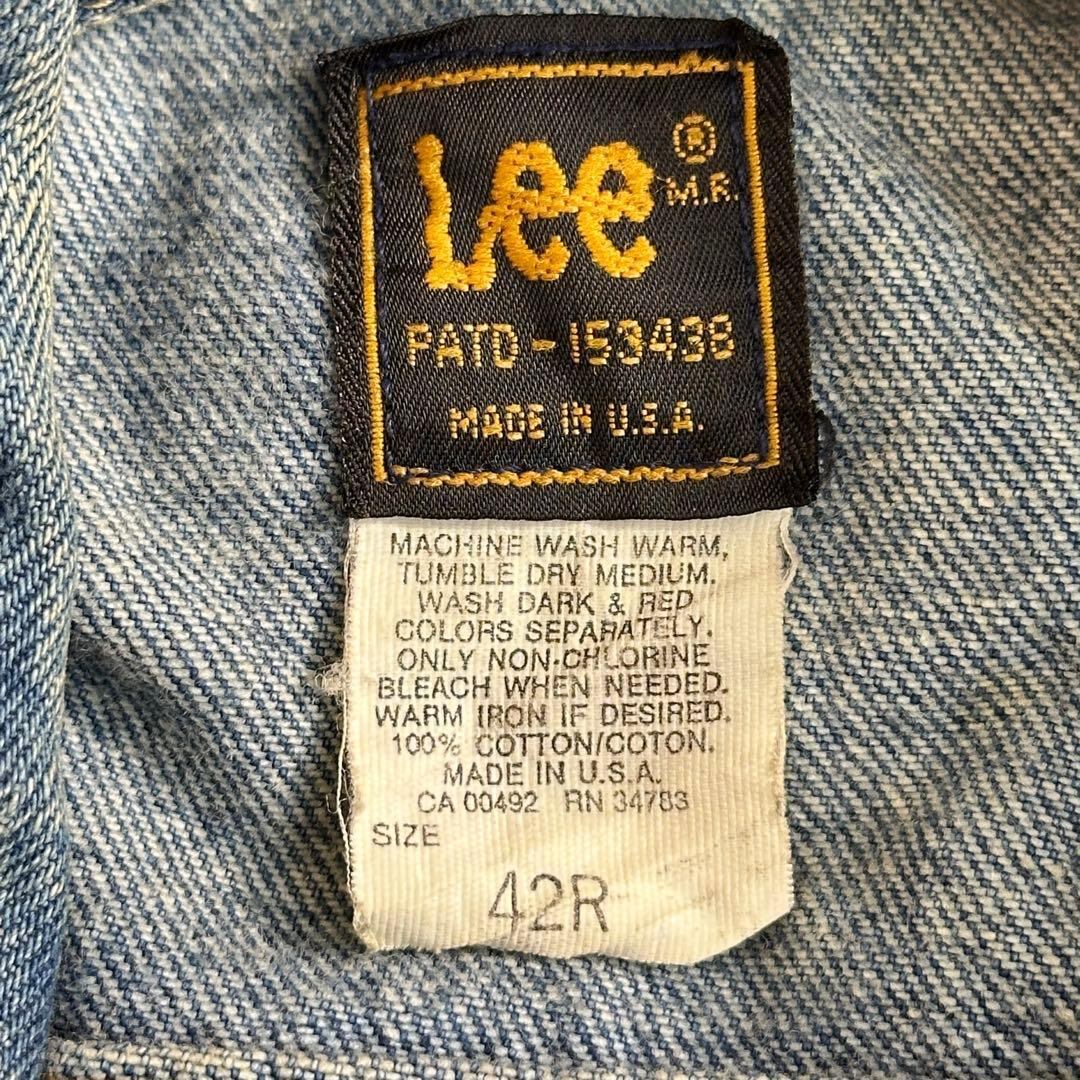 Lee ®
M.R.
PATD - 153438
MADE IN U.S.A.
MACHINE WASH WARM,
TUMBLE DRY MEDIUM.
WASH DARK & RED
COLORS SEPARATELY.
ONLY NON-CHLORINE
BLEACH WHEN NEEDED.
WARM IRON IF DESIRED.
100% COTTON/COTON.
MADE IN U.S.A.
CA 00492 RN 34783
SIZE
42R